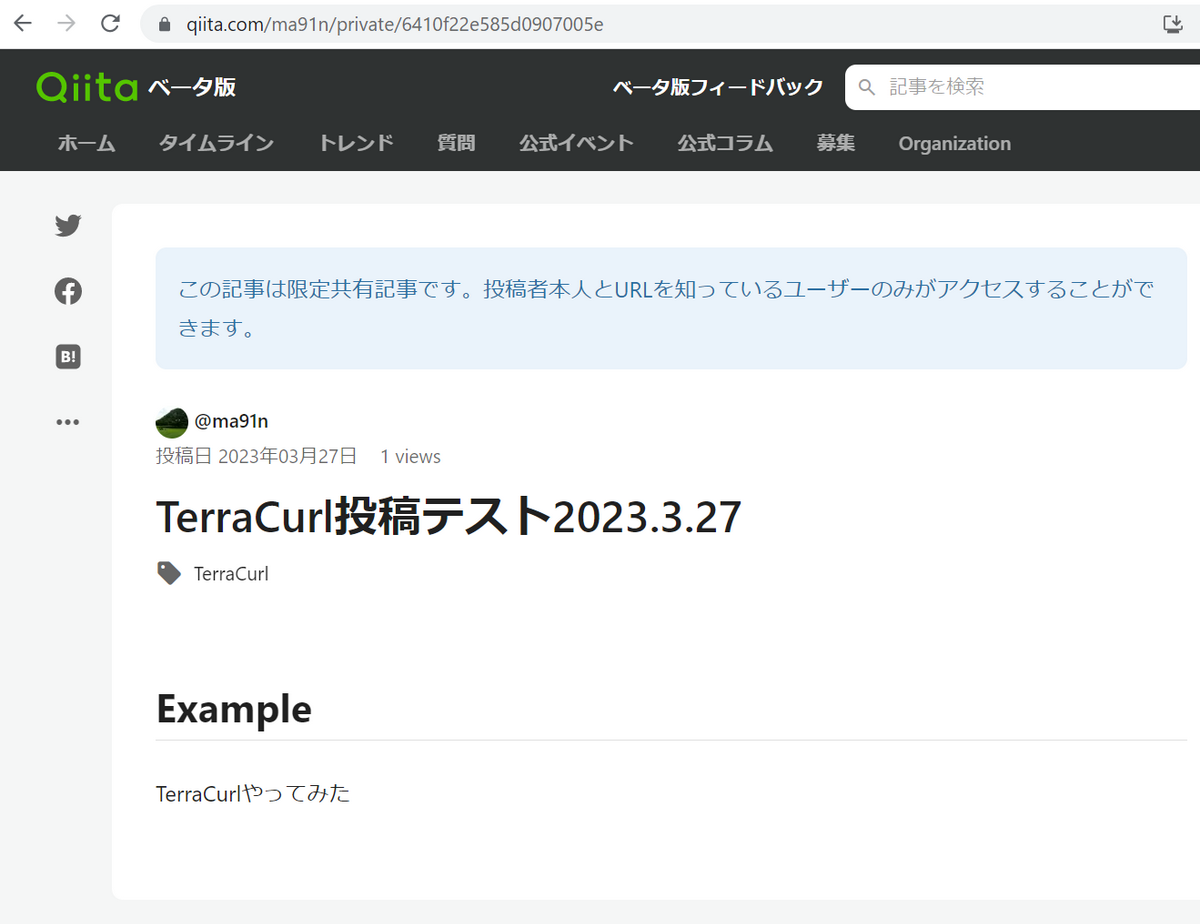 qiita.com/ma91n/private/6410f22e585d0907005e
Qiita ベータ版
ベータ版フィードバック
記事を検索
ホーム タイムライン トレンド 質問 公式イベント 公式コラム 募集 Organization
この記事は限定共有記事です。投稿者本人とURLを知っているユーザーのみがアクセスすることがで
きます。
B!
@ma91n
投稿日 2023年03月27日 1 views
TerraCurl投稿テスト2023.3.27
TerraCurl
Example
TerraCurlやってみた